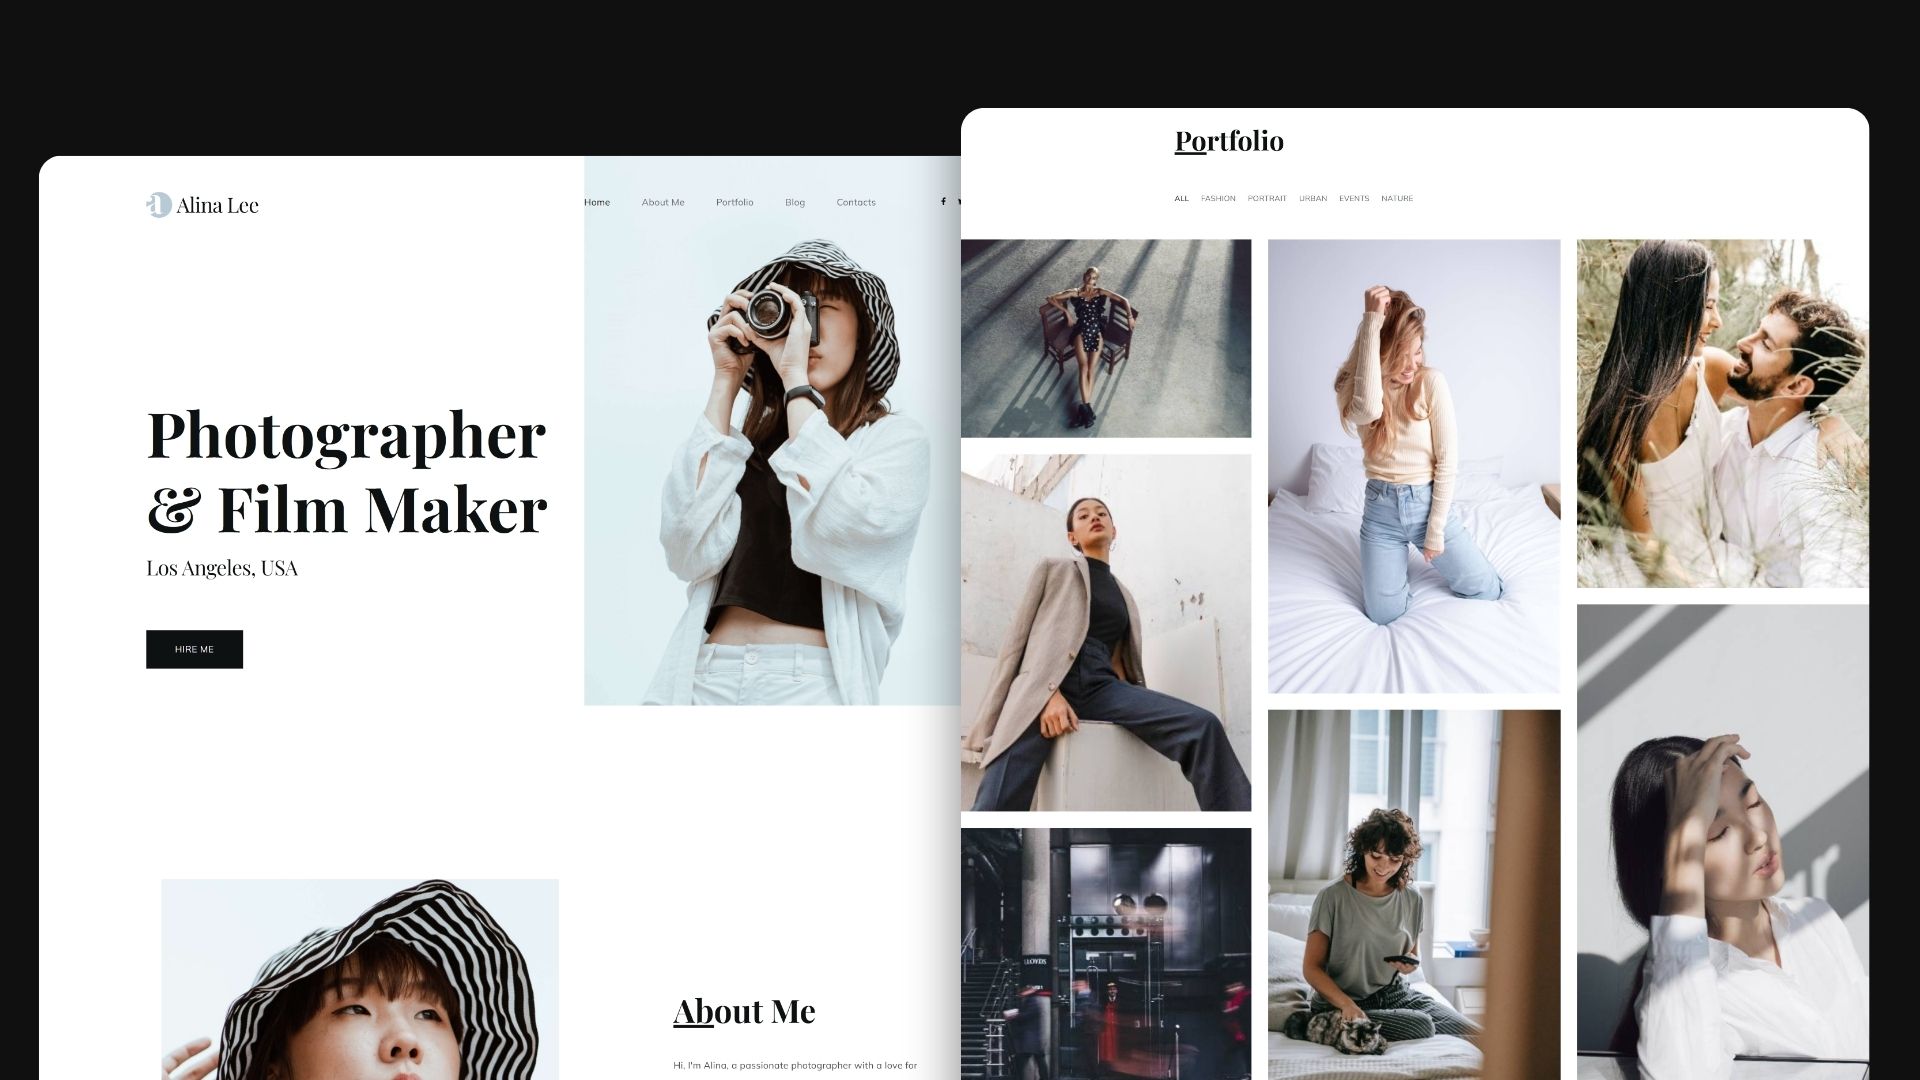 Alina Lee
Home About Me Portfolio Blog Contacts
Photographer
& Film Maker
Los Angeles, USA
HIRE ME
About Me
Hi, I'm Alina, a passionate photographer with a love for
Portfolio
ALL FASHION PORTRAIT URBAN EVENTS NATURE
LLOYDS